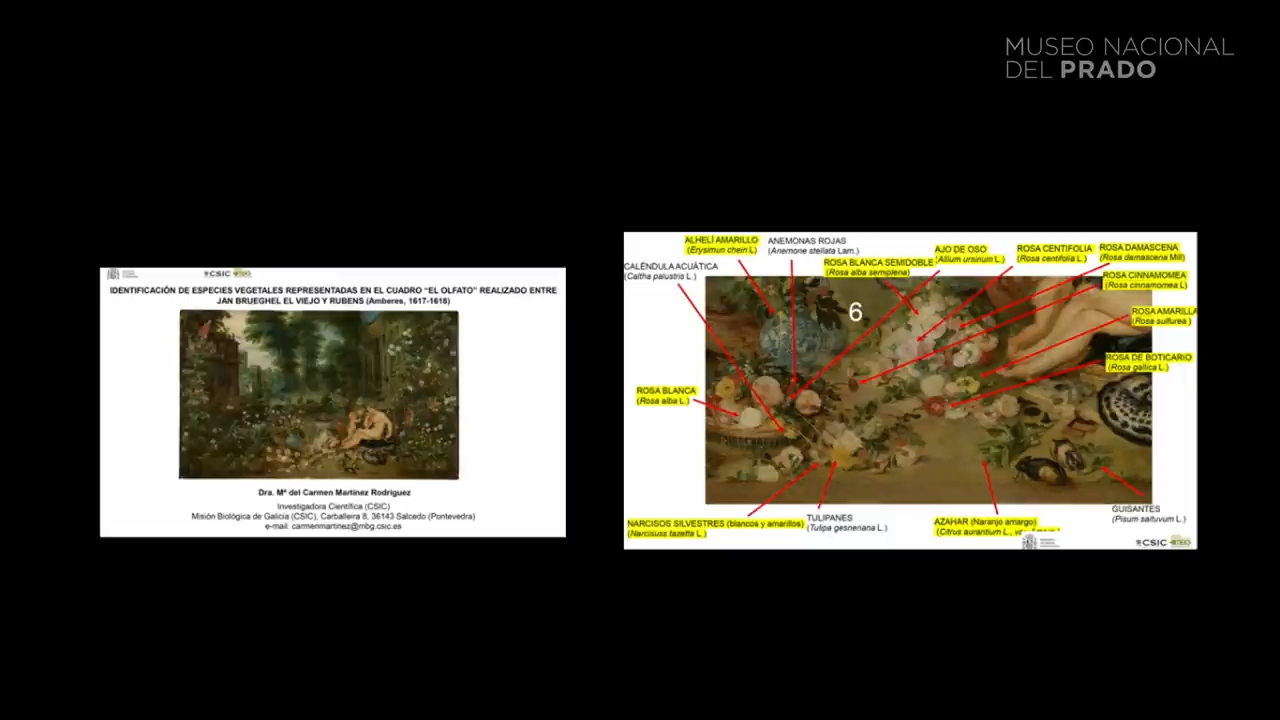 MUSEO NACIONAL
DEL PRADO
CSIC
IDENTIFICACIÓN DE ESPECIES VEGETALES REPRESENTADAS EN EL CUADRO “EL OLFATO” REALIZADO ENTRE
JAN BRUEGHEL EL VIEJO Y RUBENS (Amberes, 1617-1618)
Dra. Mª del Carmen Martínez Rodríguez
Investigadora Científica (CSIC)
Misión Biológica de Galicia (CSIC), Carballeira 8, 36143 Salcedo (Pontevedra)
e-mail: carmenmartinez@mbg.csic.es
ALHELÍ AMARILLO
(Erysimun cheiri L)
ANEMONAS ROJAS
(Anemone stellata Lam.)
CALÉNDULA ACUÁTICA
(Caltha palustris L.)
ROSA BLANCA SEMIDOBLE
(Rosa alba semiplena)
AJO DE OSO
(Allium ursinum L.)
ROSA CENTIFOLIA
(Rosa centifolia L.)
ROSA DAMASCENA
(Rosa damascena Mill)
ROSA CINNAMOMEA
(Rosa cinnamomea L)
ROSA AMARILLA
(Rosa sulfurea )
ROSA DE BOTICARIO
(Rosa gallica L.)
6
ROSA BLANCA
(Rosa alba L.)
NARCISOS SILVESTRES (blancos y amarillos)
(Narcisuss tazetta L.)
TULIPANES
(Tulipa gesneriana L.)
AZAHAR (Naranjo amargo)
(Citrus aurantium L.,
GUISANTES
(Pisum saituvum L.)
CSIC